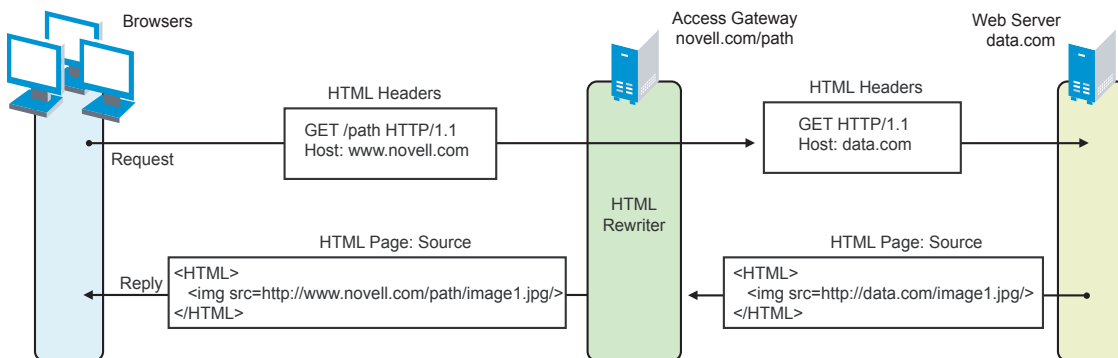 Browsers
Access Gateway
novell.com/path
Web Server
data.com
HTML Headers
GET /path HTTP/1.1
Host: www.novell.com
Request
HTML Headers
GET HTTP/1.1
Host: data.com
HTML
Rewriter
HTML Page: Source
Reply
<HTML>
<img src=http://www.novell.com/path/image1.jpg/>
</HTML>
HTML Page: Source
<HTML>
<img src=http://data.com/image1.jpg/>
</HTML>